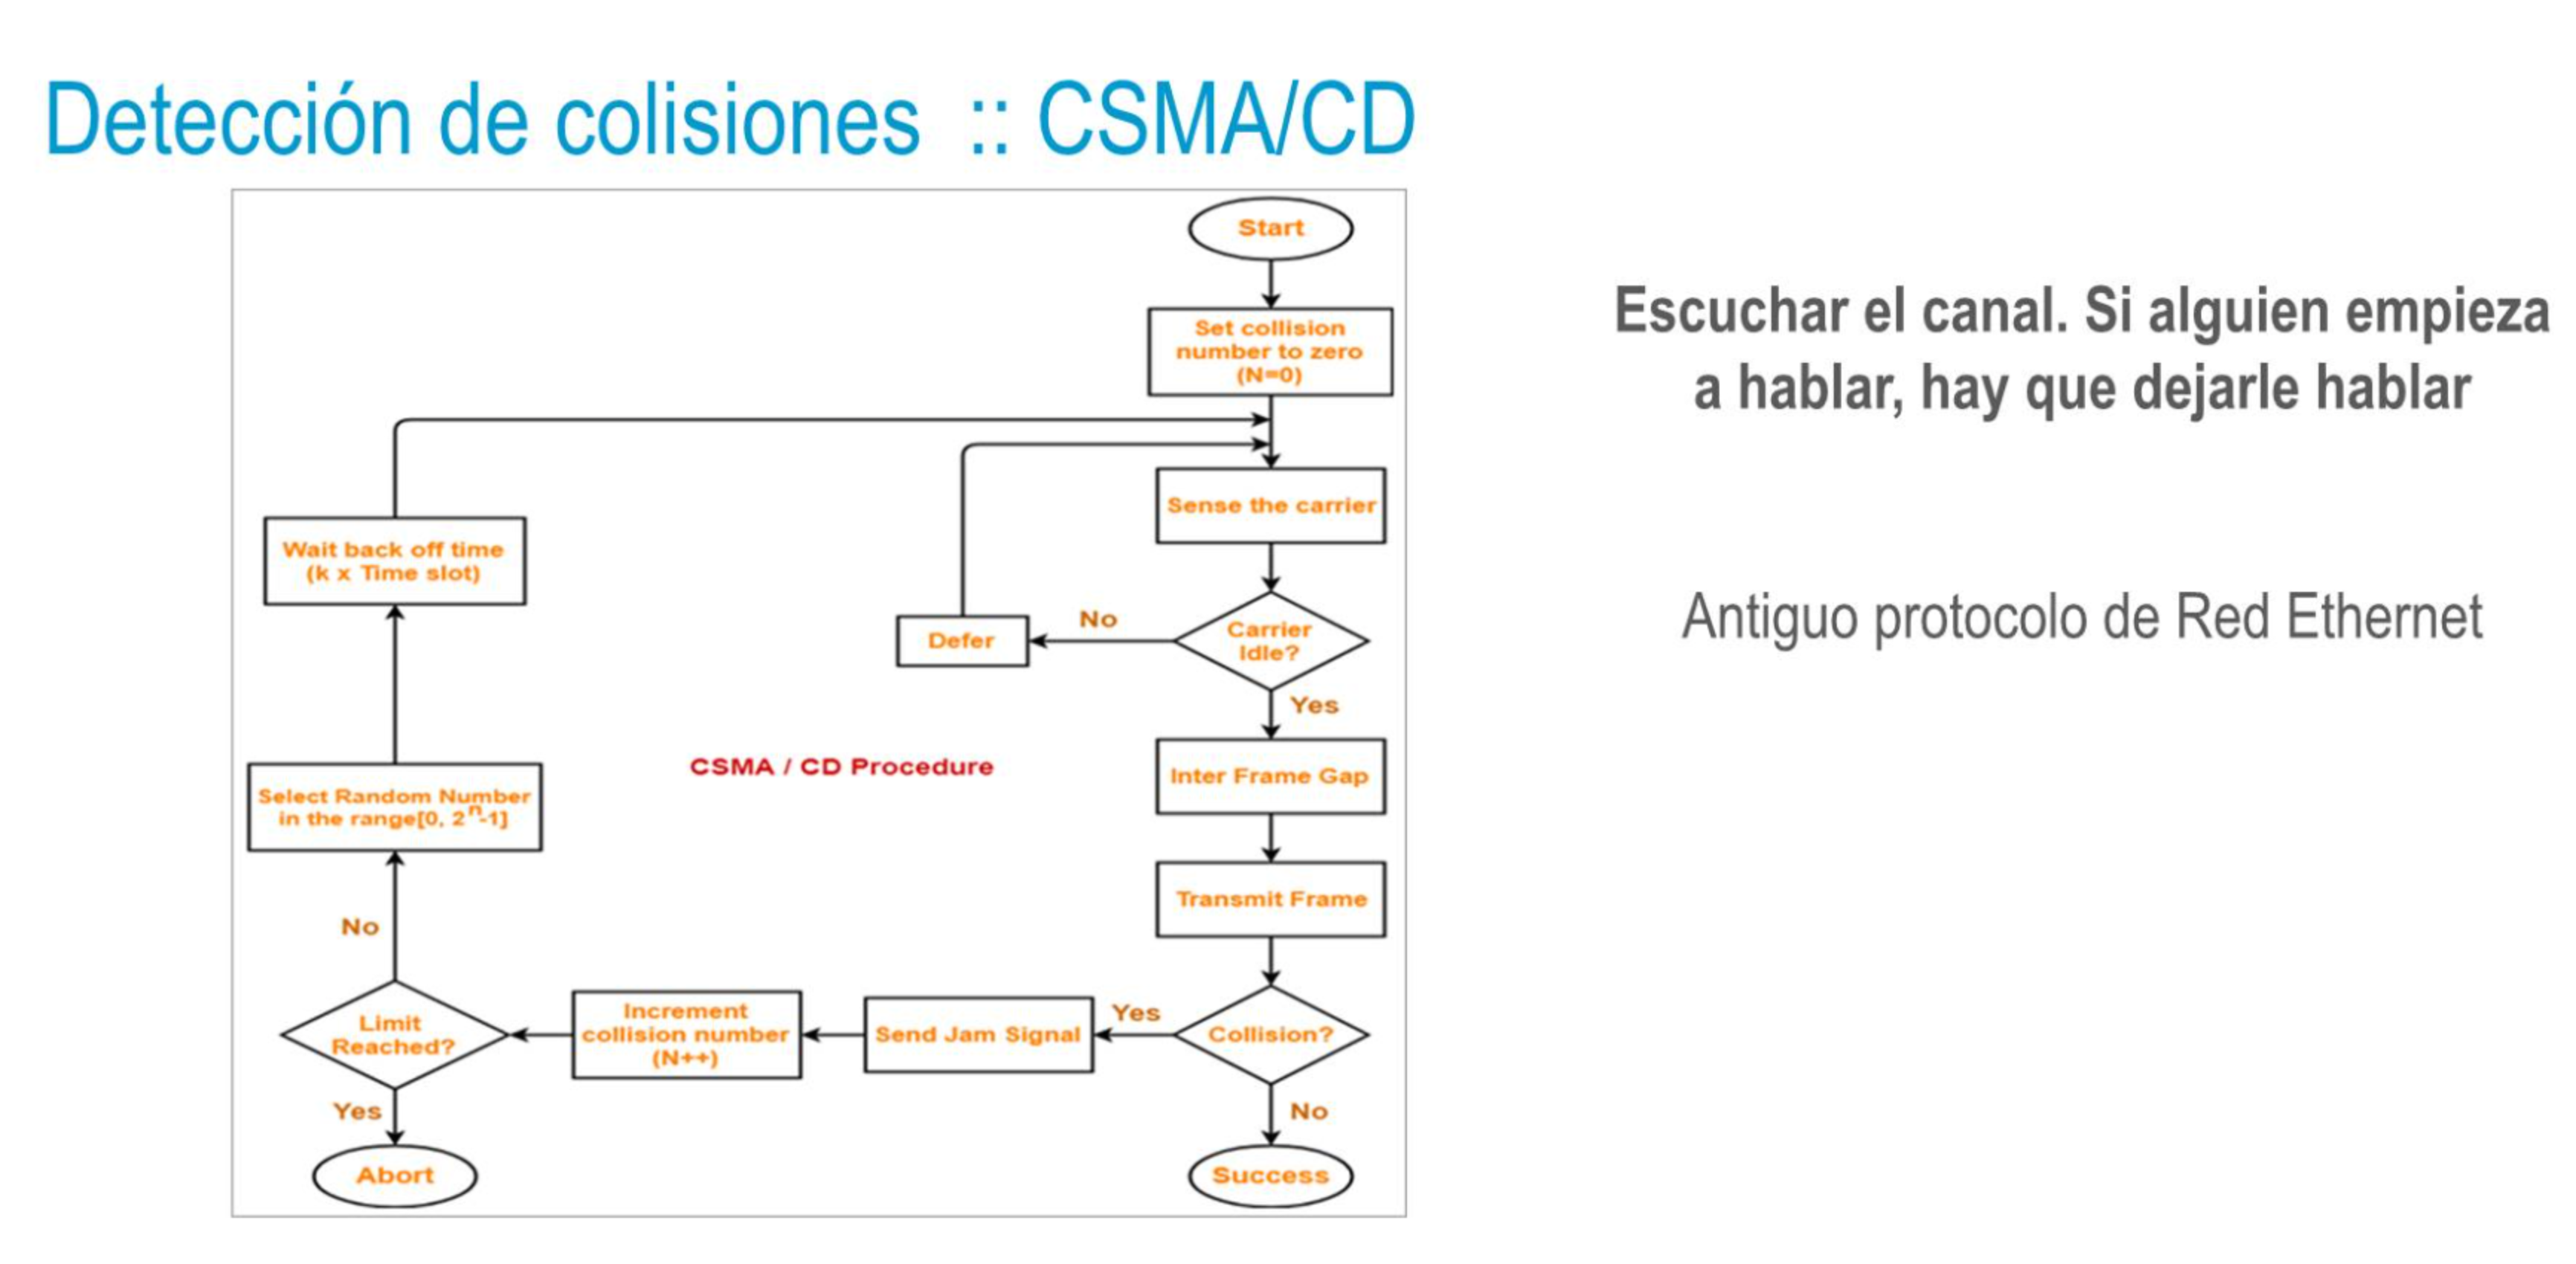 Detección de colisiones :: CSMA/CD
Start
Set collision
number to zero
(N=0)
Sense the carrier
Carrier
Idle?
No
Defer
Yes
Inter Frame Gap
Transmit Frame
Collision?
Yes
Send Jam Signal
Increment
collision number
(N++)
Limit
Reached?
No
Select Random Number
in the range[0, 2^n-1]
Wait back off time
(k x Time slot)
Yes
Abort
No
Success
CSMA / CD Procedure
Escuchar el canal. Si alguien empieza
a hablar, hay que dejarle hablar
Antiguo protocolo de Red Ethernet